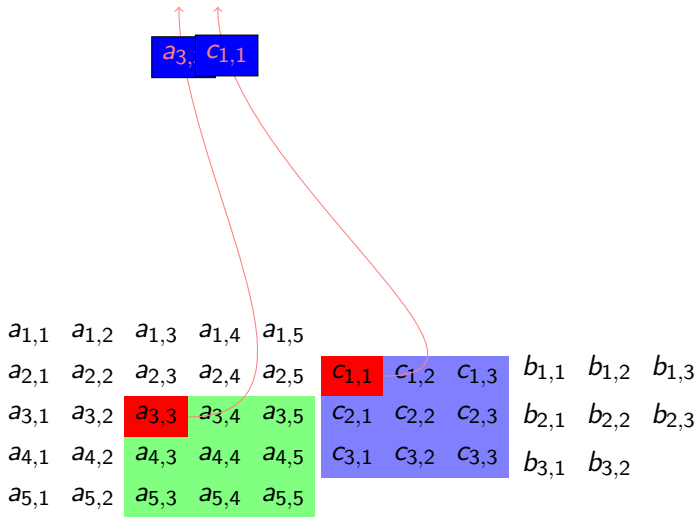 a3, c1,1
a1,1 a1,2 a1,3 a1,4 a1,5
a2,1 a2,2 a2,3 a2,4 a2,5
a3,1 a3,2 a3,3 a3,4 a3,5
a4,1 a4,2 a4,3 a4,4 a4,5
a5,1 a5,2 a5,3 a5,4 a5,5
c1,1 c1,2 c1,3
c2,1 c2,2 c2,3
c3,1 c3,2 c3,3
b1,1 b1,2 b1,3
b2,1 b2,2 b2,3
b3,1 b3,2